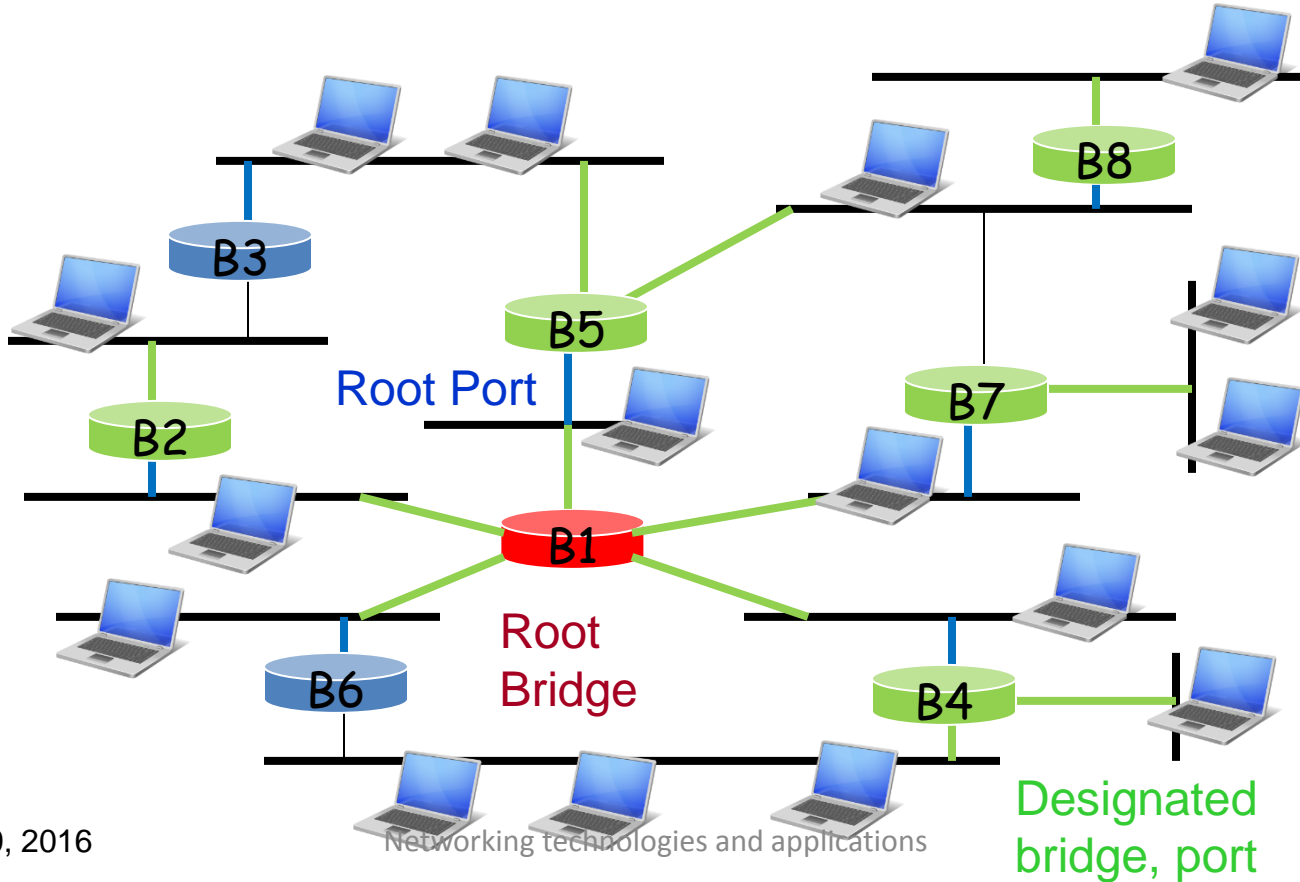 B8
B3
B5
Root Port
B7
B2
B1
Root
Bridge
B6
B4
Designated
bridge, port
, 2016
Networking technologies and applications